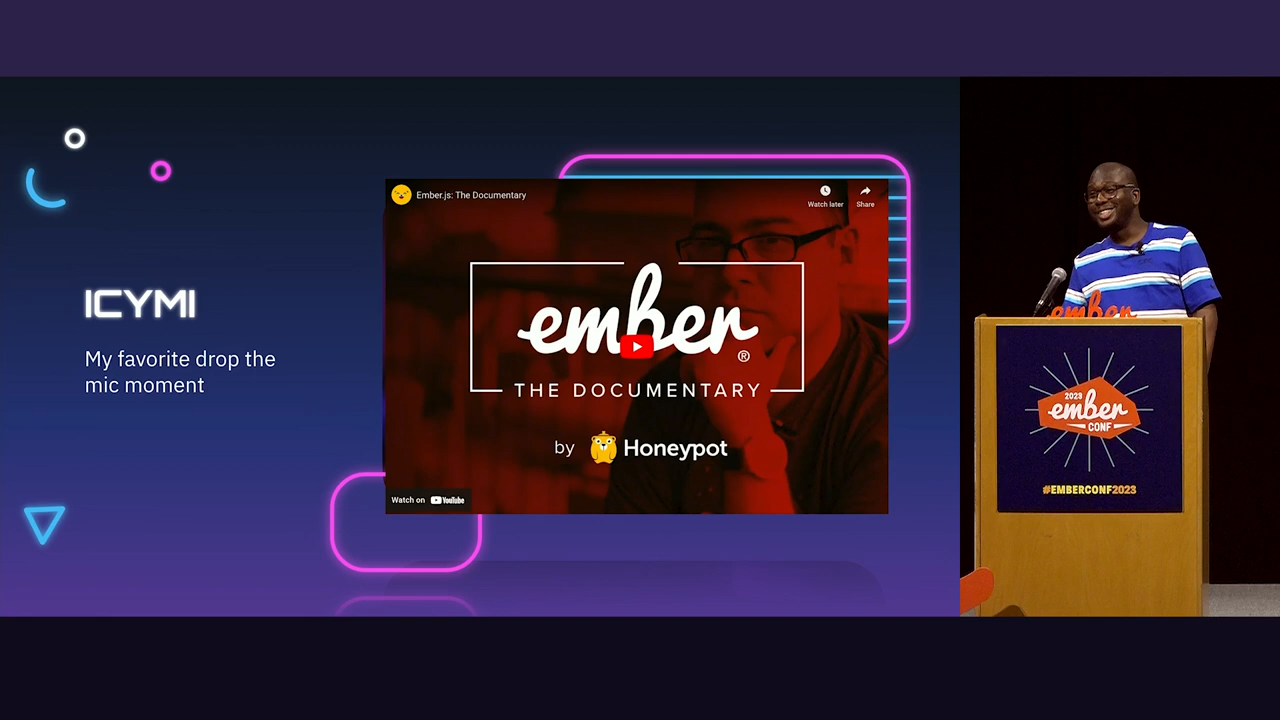 ICYMI
My favorite drop the
mic moment
Ember.js: The Documentary
Watch later
Share
ember®
THE DOCUMENTARY
by Honeypot
Watch on YouTube
ember
2023
ember
CONF
#EMBERCONF2023